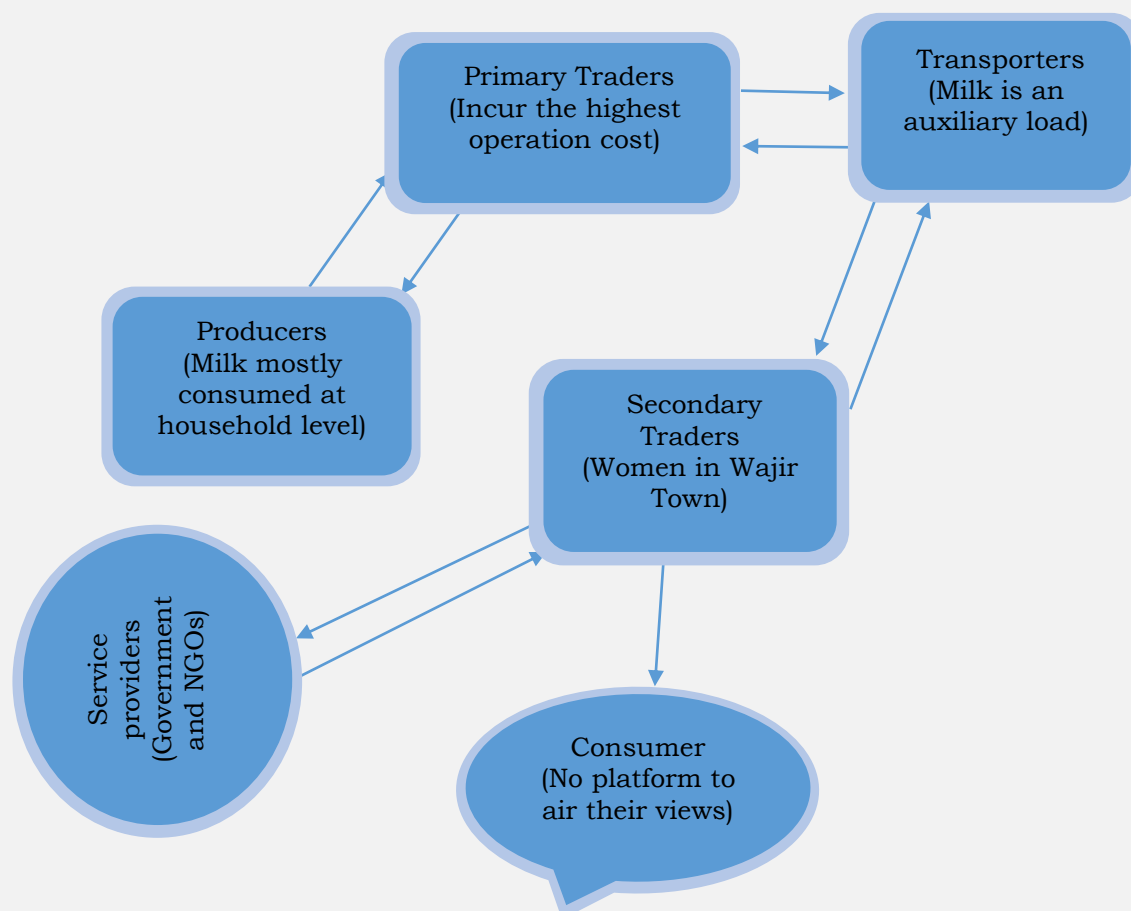 Primary Traders
(Incur the highest
operation cost)
Transporters
(Milk is an
auxiliary load)
Producers
(Milk mostly
consumed at
household level)
Secondary
Traders
(Women in Wajir
Town)
Service
providers
(Government
and NGOs)
Consumer
(No platform to
air their views)